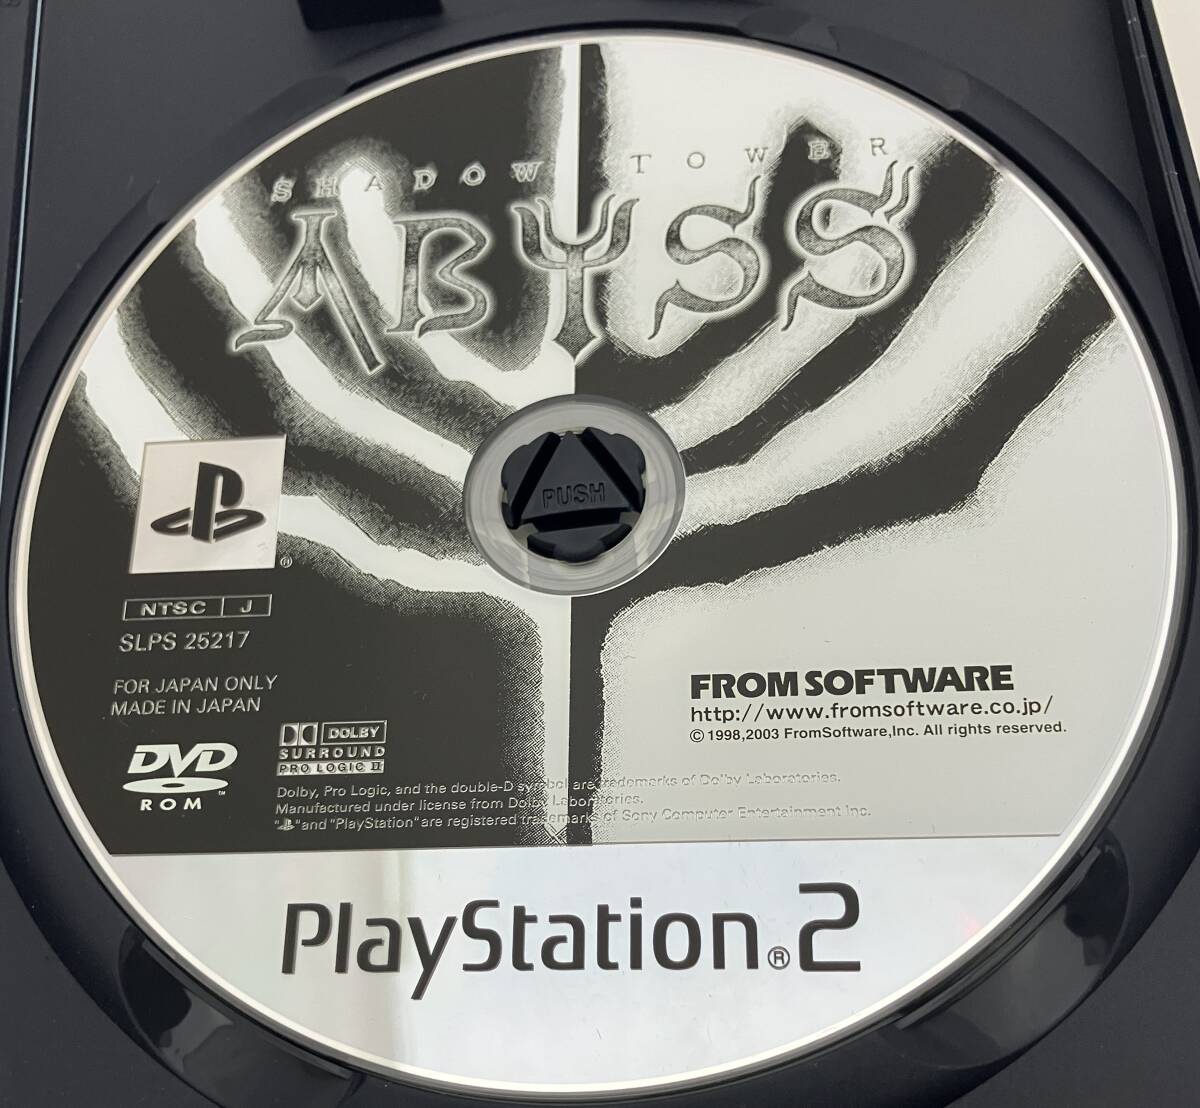 SHADOW TOWER
ABYSS
PUSH
®
NTSC J
SLPS 25217
FOR JAPAN ONLY
MADE IN JAPAN
DVD
ROM ™
DOLBY
SURROUND
PRO LOGIC II
FROMSOFTWARE
http://www.fromsoftware.co.jp/
©1998,2003 FromSoftware,Inc. All rights reserved.
Dolby, Pro Logic, and the double-D symbol are trademarks of Dolby Laboratories.
Manufactured under license from Dolby Laboratories.
" " and "PlayStation" are registered trademarks of Sony Computer Entertainment Inc.
PlayStation®2